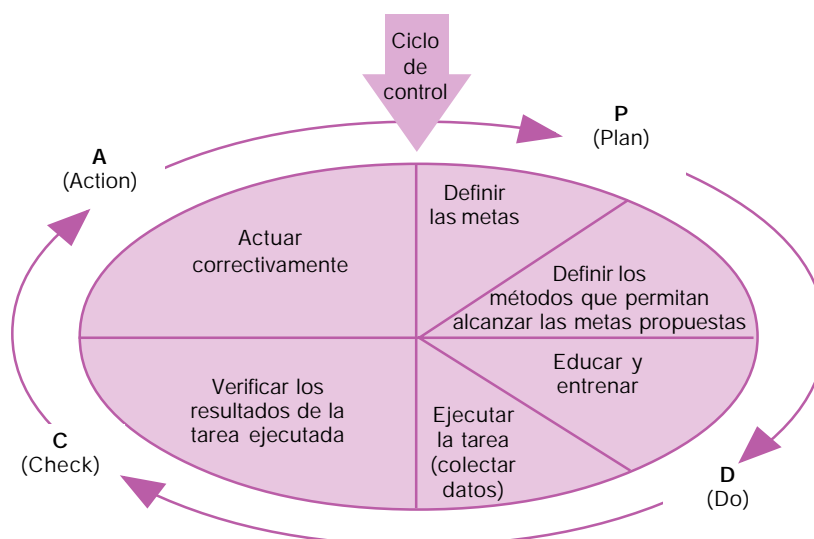 Ciclo
de
control
P
(Plan)
A
(Action)
Definir
las metas
Actuar
correctivamente
Definir los
métodos que permitan
alcanzar las metas propuestas
Educar y
entrenar
Verificar los
resultados de la
tarea ejecutada
Ejecutar
la tarea
(colectar
datos)
C
(Check)
D
(Do)